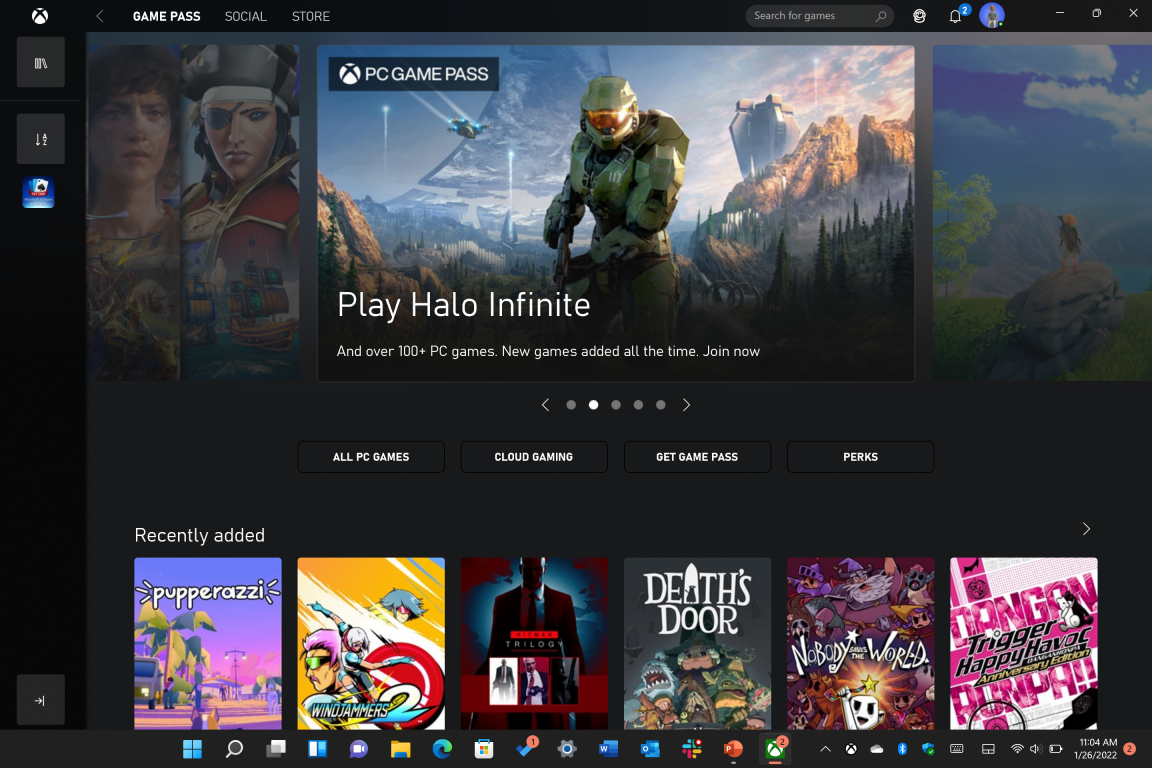 GAME PASS
SOCIAL
STORE
Search for games
2
PC GAME PASS
Play Halo Infinite
And over 100+ PC games. New games added all the time. Join now
ALL PC GAMES
CLOUD GAMING
GET GAME PASS
PERKS
Recently added
pupperazzi
WINDJAMMERS 2
HITMAN
TRILOGY
DEATH'S
DOOR
NOBODY SAVES THE WORLD
DANGAN
Trigger
Happy Havoc
DANGANRONPA
Anniversary Edition
RONPA!!!
1
2
11:04 AM
1/26/2022
2